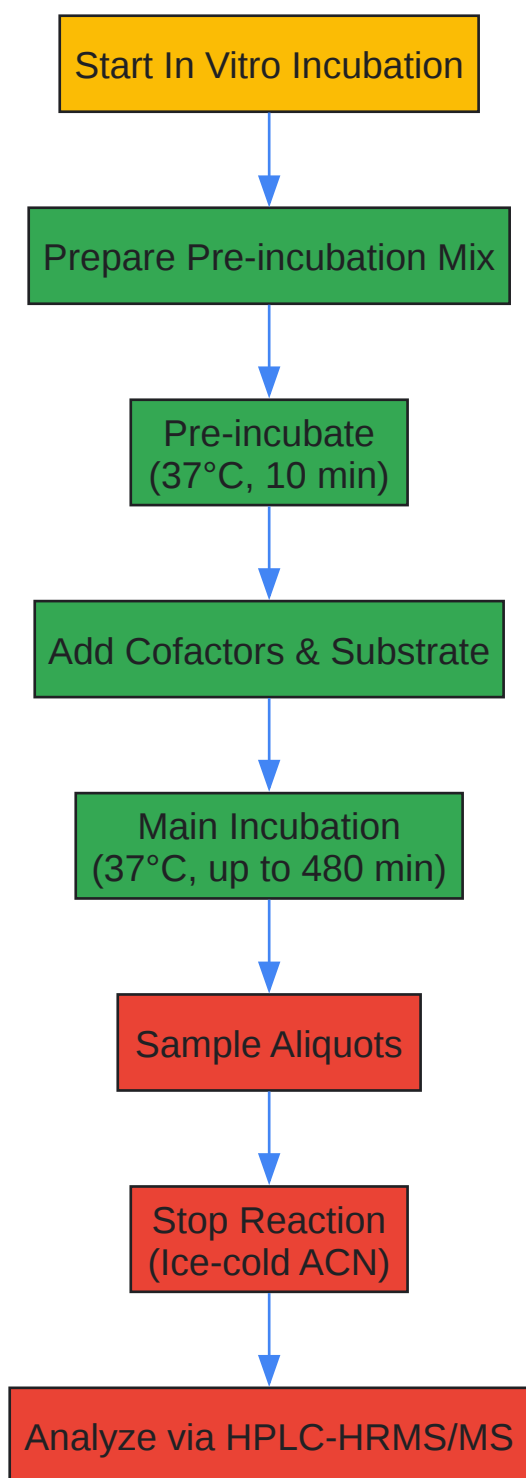 Start In Vitro Incubation
Prepare Pre-incubation Mix
Pre-incubate
(37°C, 10 min)
Add Cofactors & Substrate
Main Incubation
(37°C, up to 480 min)
Sample Aliquots
Stop Reaction
(Ice-cold ACN)
Analyze via HPLC-HRMS/MS